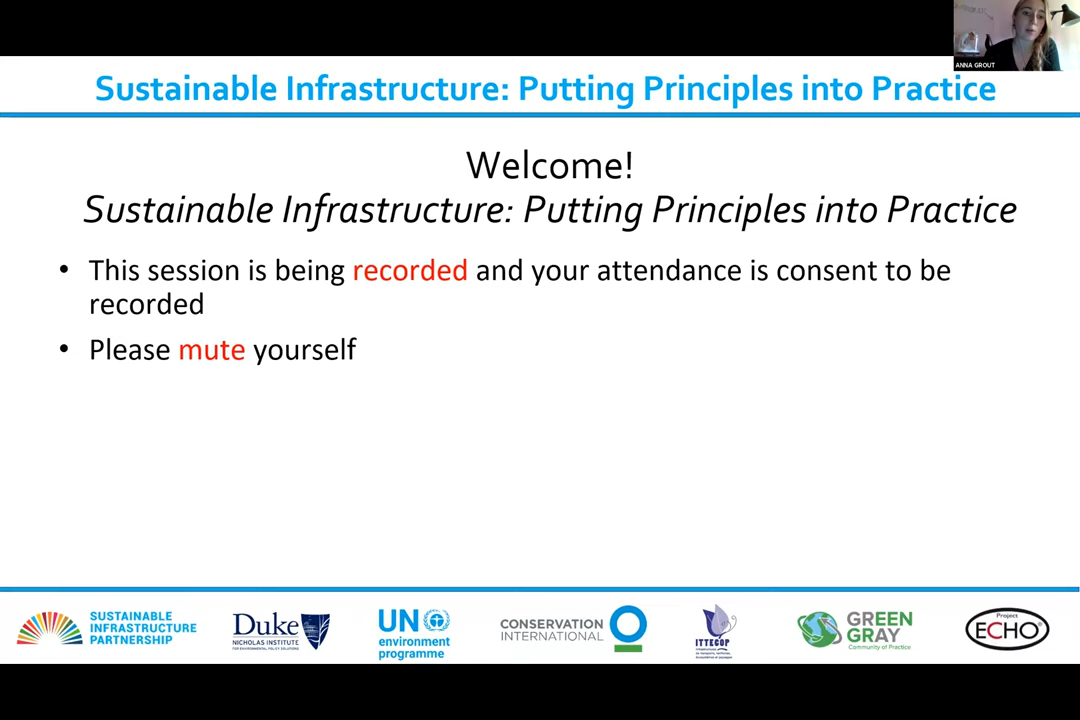 ANNA GROUT
Sustainable Infrastructure: Putting Principles into Practice
Welcome!
Sustainable Infrastructure: Putting Principles into Practice
• This session is being recorded and your attendance is consent to be
recorded
• Please mute yourself
SUSTAINABLE
INFRASTRUCTURE
PARTNERSHIP
Duke
NICHOLAS INSTITUTE
FOR ENVIRONMENTAL POLICY SOLUTIONS
UN
environment
programme
CONSERVATION
INTERNATIONAL
ITTECOP
GREEN
GRAY
Community of Practice
Project
ECHO®